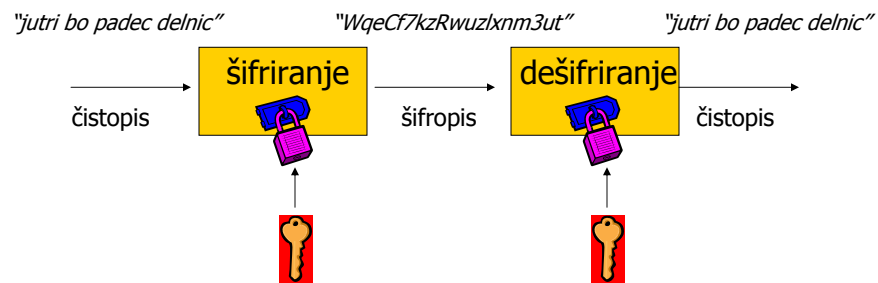 “jutri bo padec delnic”
“WqeCf7kzRwuzlxnm3ut”
“jutri bo padec delnic”
šifriranje
dešifriranje
čistopis
šifropis
čistopis